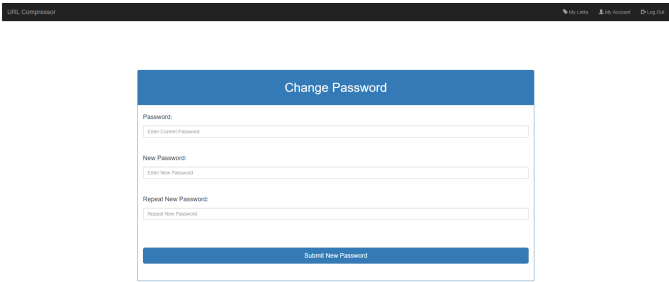 URL Compressor
My Links My Account Log Out
Change Password
Password:
Enter Current Password
New Password:
Enter New Password
Repeat New Password:
Repeat New Password
Submit New Password